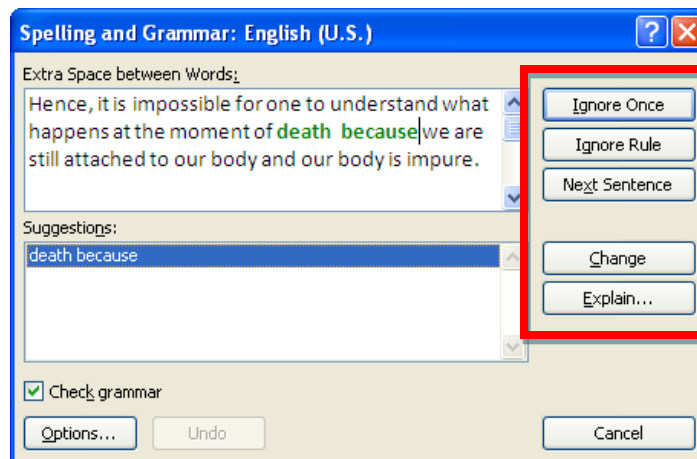 Spelling and Grammar: English (U.S.)
Extra Space between Words:
Hence, it is impossible for one to understand what
happens at the moment of death  because we are
still attached to our body and our body is impure.
Ignore Once
Ignore Rule
Next Sentence
Suggestions:
death because
Change
Explain...
Check grammar
Options...
Undo
Cancel